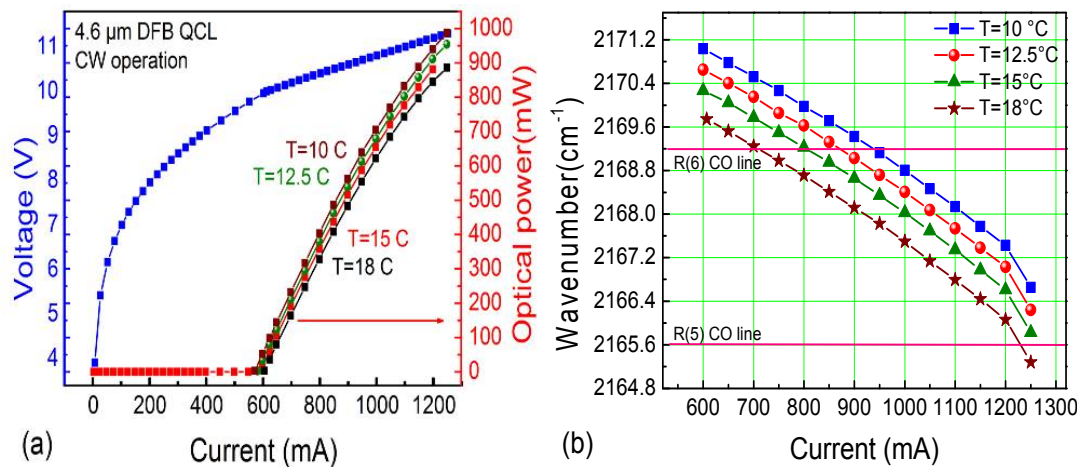 4.6 µm DFB QCL
CW operation
T=10 C
T=12.5 C
T=15 C
T=18 C
Voltage (V)
11
10
9
8
7
6
5
4
Optical power(mW)
1000
900
800
700
600
500
400
300
200
100
0
0 200 400 600 800 1000 1200
Current (mA)
(a)
T=10 °C
T=12.5°C
T=15°C
T=18°C
R(6) CO line
R(5) CO line
Wavenumber(cm⁻¹)
2171.2
2170.4
2169.6
2168.8
2168.0
2167.2
2166.4
2165.6
2164.8
600 700 800 900 1000 1100 1200 1300
Current (mA)
(b)